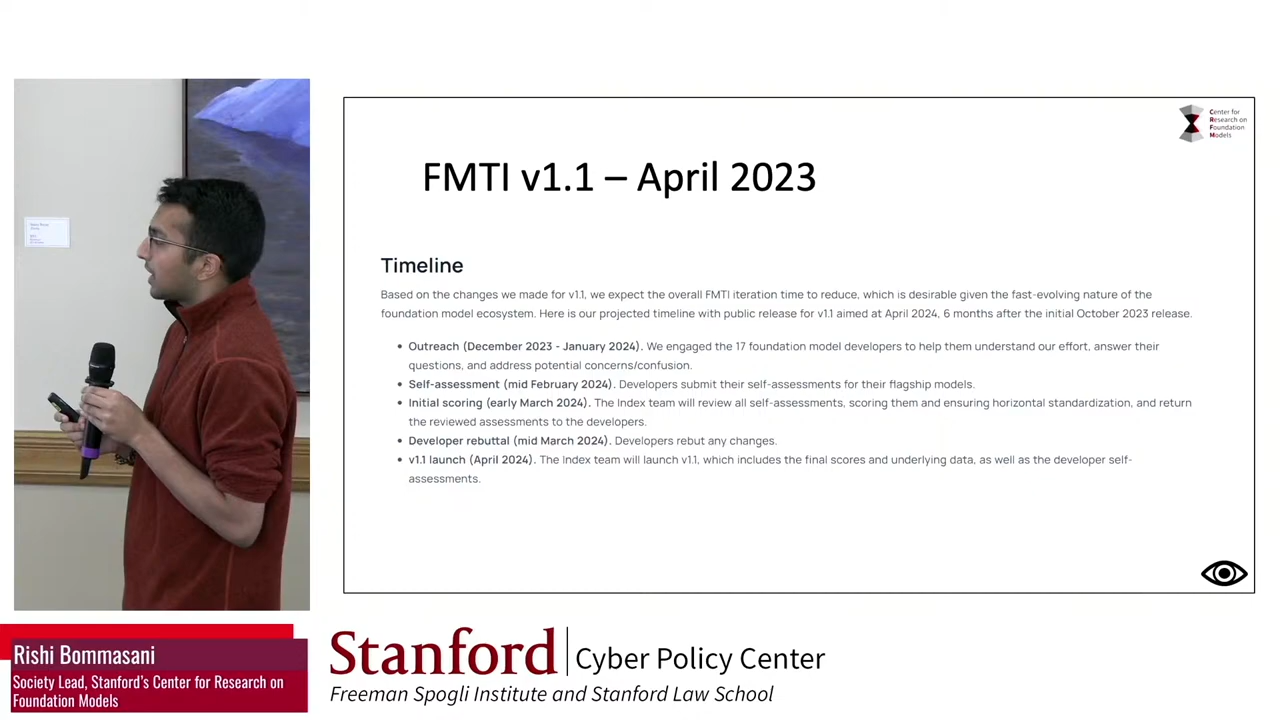 Center for
Research on
Foundation
Models
FMTI v1.1 – April 2023
Timeline
Based on the changes we made for v1.1, we expect the overall FMTI iteration time to reduce, which is desirable given the fast-evolving nature of the
foundation model ecosystem. Here is our projected timeline with public release for v1.1 aimed at April 2024, 6 months after the initial October 2023 release.
• Outreach (December 2023 - January 2024). We engaged the 17 foundation model developers to help them understand our effort, answer their
questions, and address potential concerns/confusion.
• Self-assessment (mid February 2024). Developers submit their self-assessments for their flagship models.
• Initial scoring (early March 2024). The Index team will review all self-assessments, scoring them and ensuring horizontal standardization, and return
the reviewed assessments to the developers.
• Developer rebuttal (mid March 2024). Developers rebut any changes.
• v1.1 launch (April 2024). The Index team will launch v1.1, which includes the final scores and underlying data, as well as the developer self-
assessments.
Rishi Bommasani
Society Lead, Stanford's Center for Research on
Foundation Models
Stanford
Cyber Policy Center
Freeman Spogli Institute and Stanford Law School